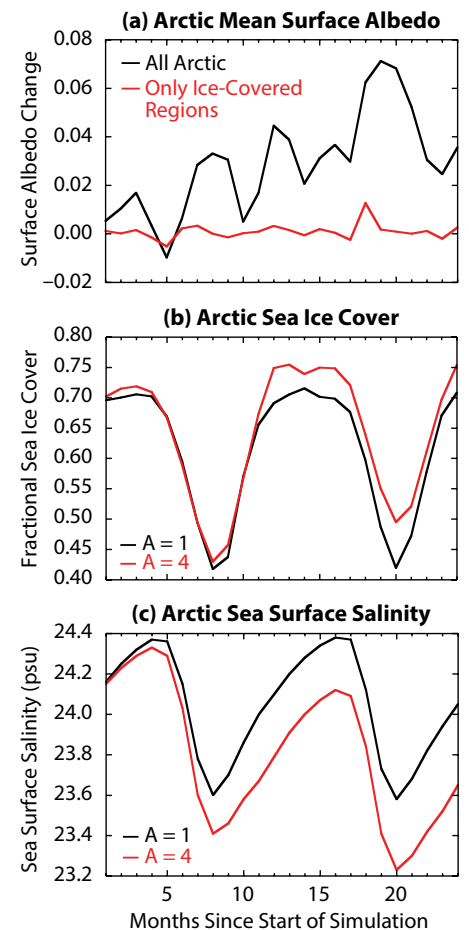 (a) Arctic Mean Surface Albedo
0.08
0.06
0.04
0.02
0.00
−0.02
Surface Albedo Change
All Arctic
Only Ice-Covered
Regions
(b) Arctic Sea Ice Cover
0.80
0.75
0.70
0.65
0.60
0.55
0.50
0.45
0.40
Fractional Sea Ice Cover
A = 1
A = 4
(c) Arctic Sea Surface Salinity
24.4
24.2
24.0
23.8
23.6
23.4
23.2
Sea Surface Salinity (psu)
A = 1
A = 4
5 10 15 20
Months Since Start of Simulation